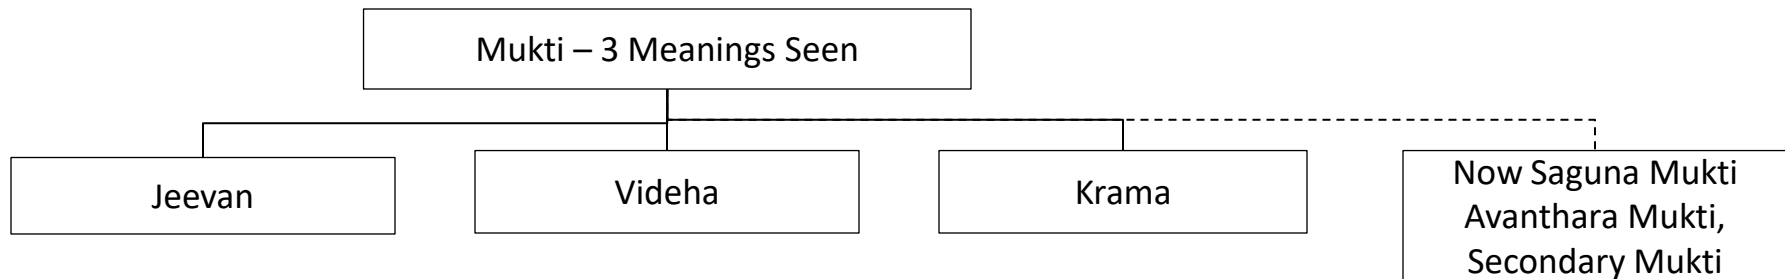 Mukti – 3 Meanings Seen
Jeevan
Videha
Krama
Now Saguna Mukti
Avanthara Mukti,
Secondary Mukti